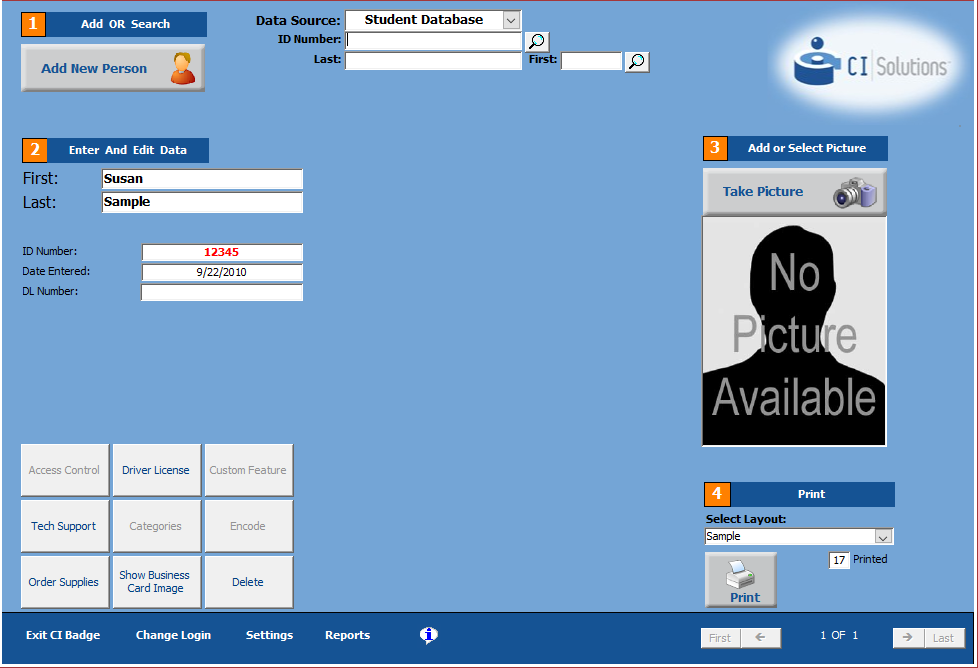 1 Add OR Search
Add New Person
Data Source: Student Database
ID Number:
Last: First:
CI Solutions
2 Enter And Edit Data
First: Susan
Last: Sample
ID Number: 12345
Date Entered: 9/22/2010
DL Number:
3 Add or Select Picture
Take Picture
No
Picture
Available
Access Control Driver License Custom Feature
Tech Support Categories Encode
Order Supplies Show Business Card Image Delete
4 Print
Select Layout:
Sample
17 Printed
Print
Exit CI Badge Change Login Settings Reports i First 1 OF 1 Last